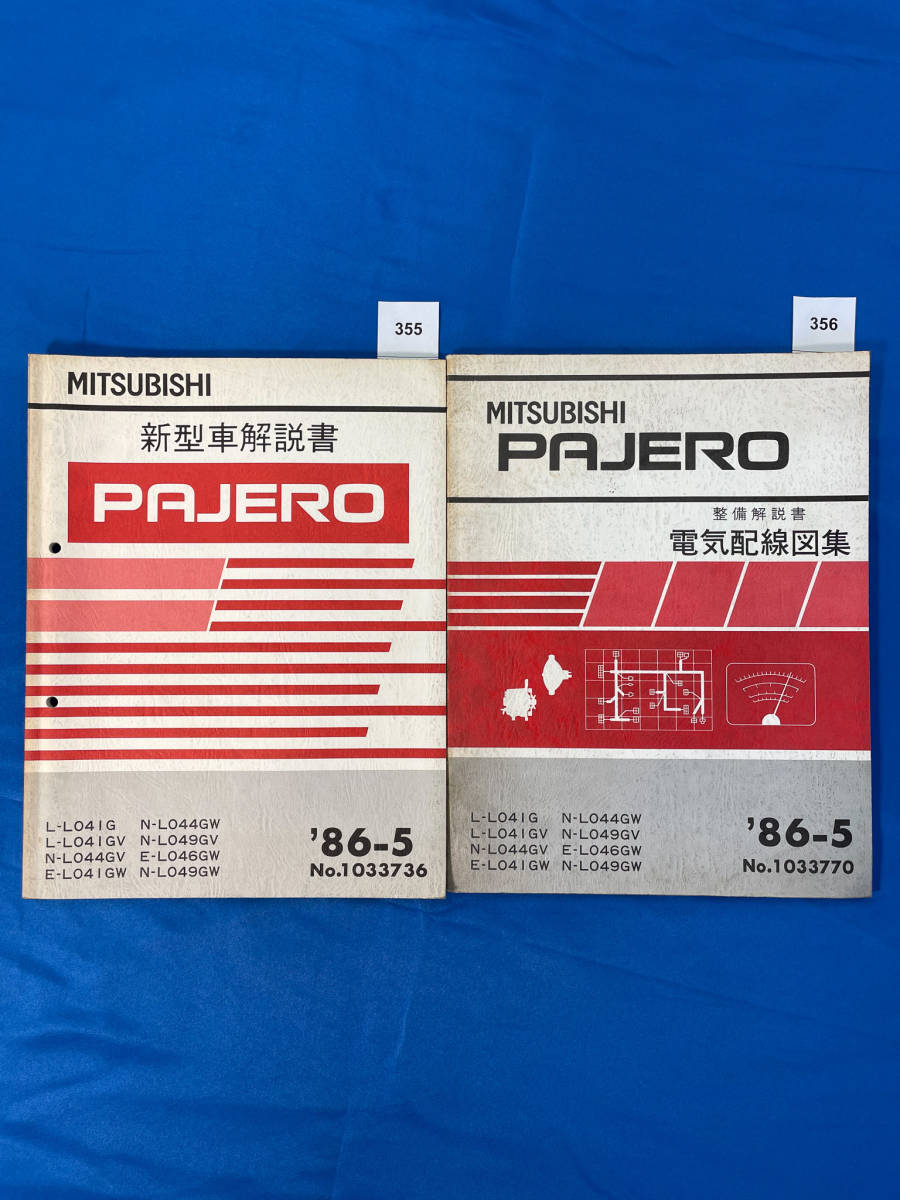 355
MITSUBISHI
新型車解説書
PAJERO
L-L041G N-L044GW
L-L041GV N-L049GV
N-L044GV E-L046GW
E-L041GW N-L049GW
'86-5
No.1033736
356
MITSUBISHI
PAJERO
整備解説書
電気配線図集
L-L041G N-L044GW
L-L041GV N-L049GV
N-L044GV E-L046GW
E-L041GW N-L049GW
'86-5
No.1033770